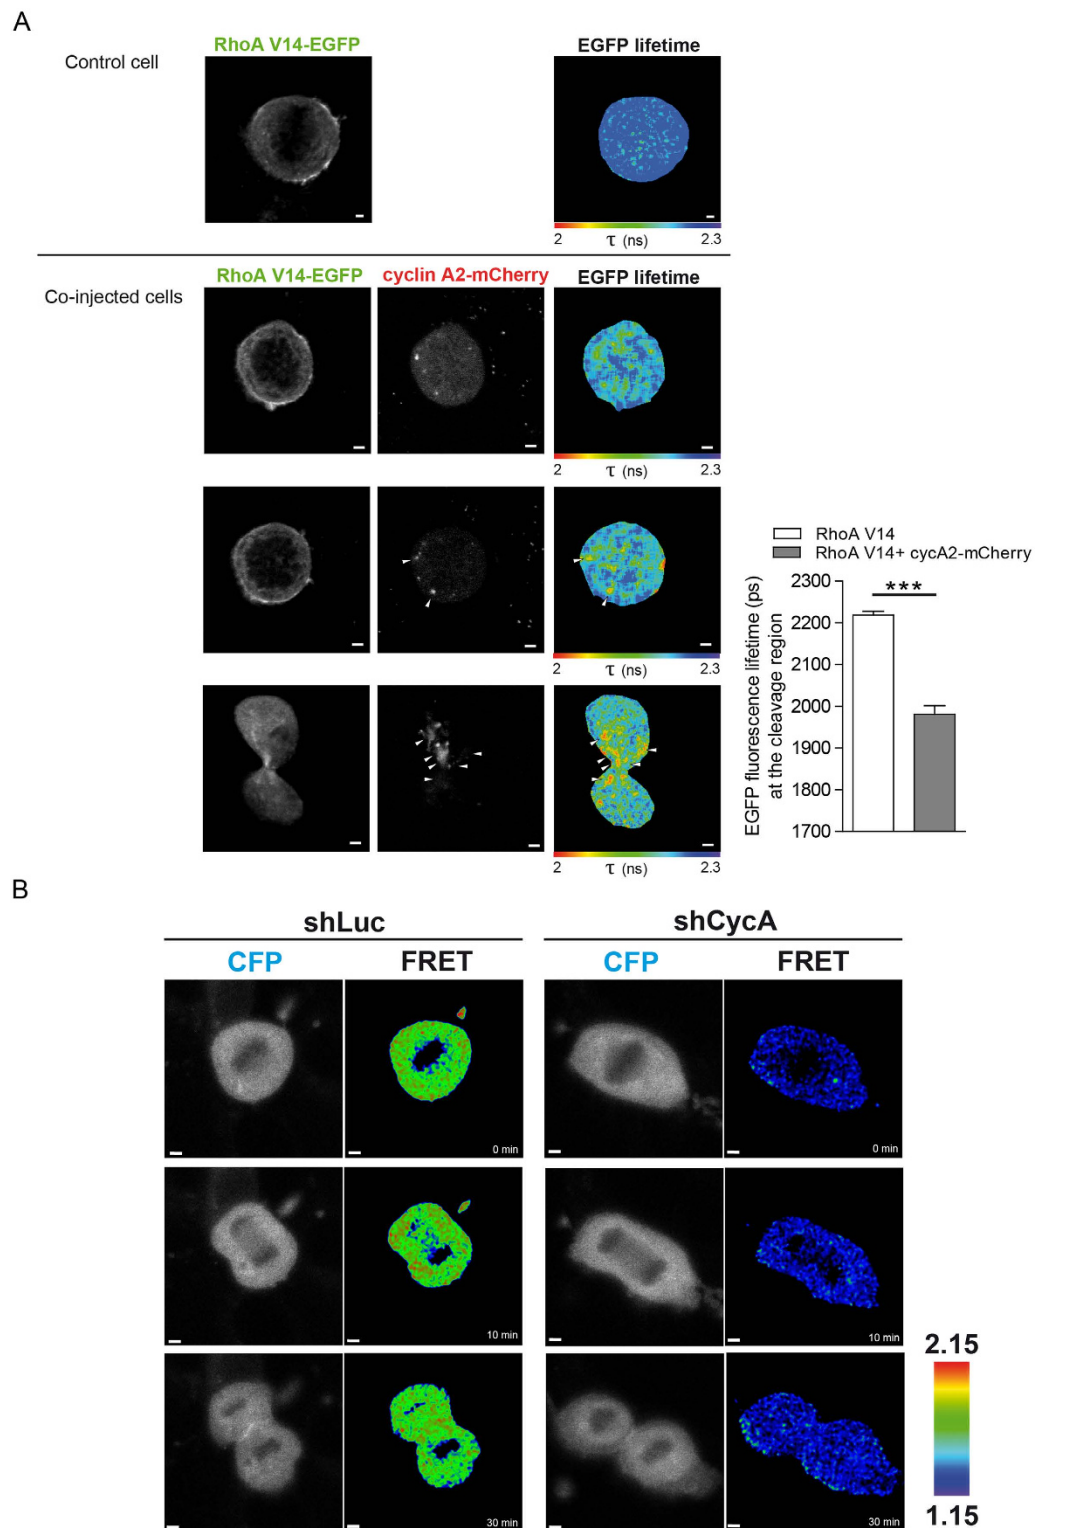 A
Control cell
RhoA V14-EGFP
EGFP lifetime
2 τ (ns) 2.3
Co-injected cells
RhoA V14-EGFP
cyclin A2-mCherry
EGFP lifetime
2 τ (ns) 2.3
2 τ (ns) 2.3
2 τ (ns) 2.3
RhoA V14
RhoA V14+ cycA2-mCherry
EGFP fluorescence lifetime (ps)
at the cleavage region
2300
2200
2100
2000
1900
1800
1700
***
B
shLuc
shCycA
CFP
FRET
CFP
FRET
0 min
0 min
10 min
10 min
30 min
30 min
2.15
1.15